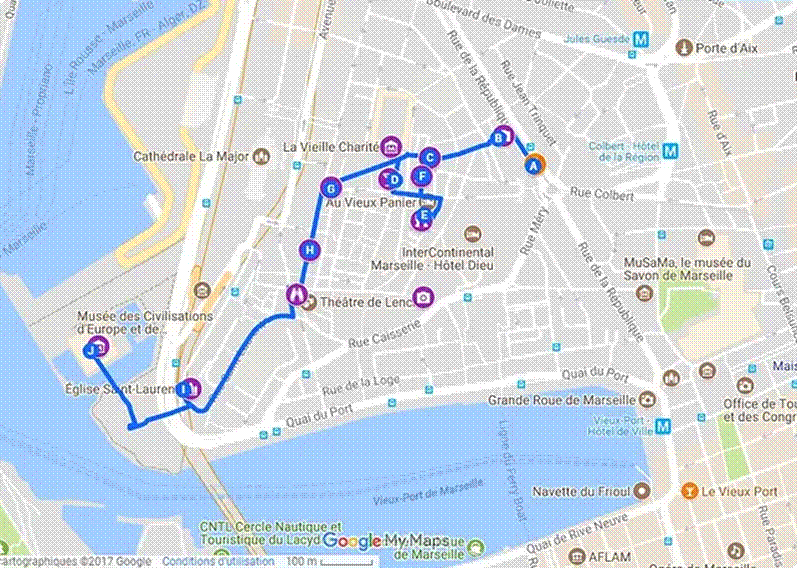 Boulevard des Dames
Jules Guesde
M
Porte d'Aix
L'Île Rousse - Marseille
Marseille, FR - Alger, DZ
Marseille - Propriano
Avenue
Rue de la République
Rue Jean Trinquet
Rue d'Aix
La Vieille Charité
B
C
A
Colbert - Hôtel
de la Région
M
Cathédrale La Major
G
D
F
Rue Colbert
Au Vieux Panier
E
Rue Méry
Marseille
H
InterContinental
Marseille - Hôtel Dieu
MuSaMa, le musée du
Savon de Marseille
Rue de la République
Cours Belsunce
Théâtre de Lenc
Musée des Civilisations
d'Europe et de...
Rue Caisserie
J
Église Saint-Lauren
I
Rue de la Loge
Quai du Port
Quai du Port
Grande Roue de Marseille
Office de Tou
et des Congr
Vieux-Port -
Hôtel de Ville
M
Ligne du Ferry Boat
Vieux-Port de Marseille
Navette du Frioul
Le Vieux Port
CNTL Cercle Nautique et
Touristique du Lacyd
Google My Maps
ue
de Marseille
Quai de Rive Neuve
Rue Paradis
AFLAM
Opéra de Marseille
cartographiques ©2017 Google
Conditions d'utilisation
100 m